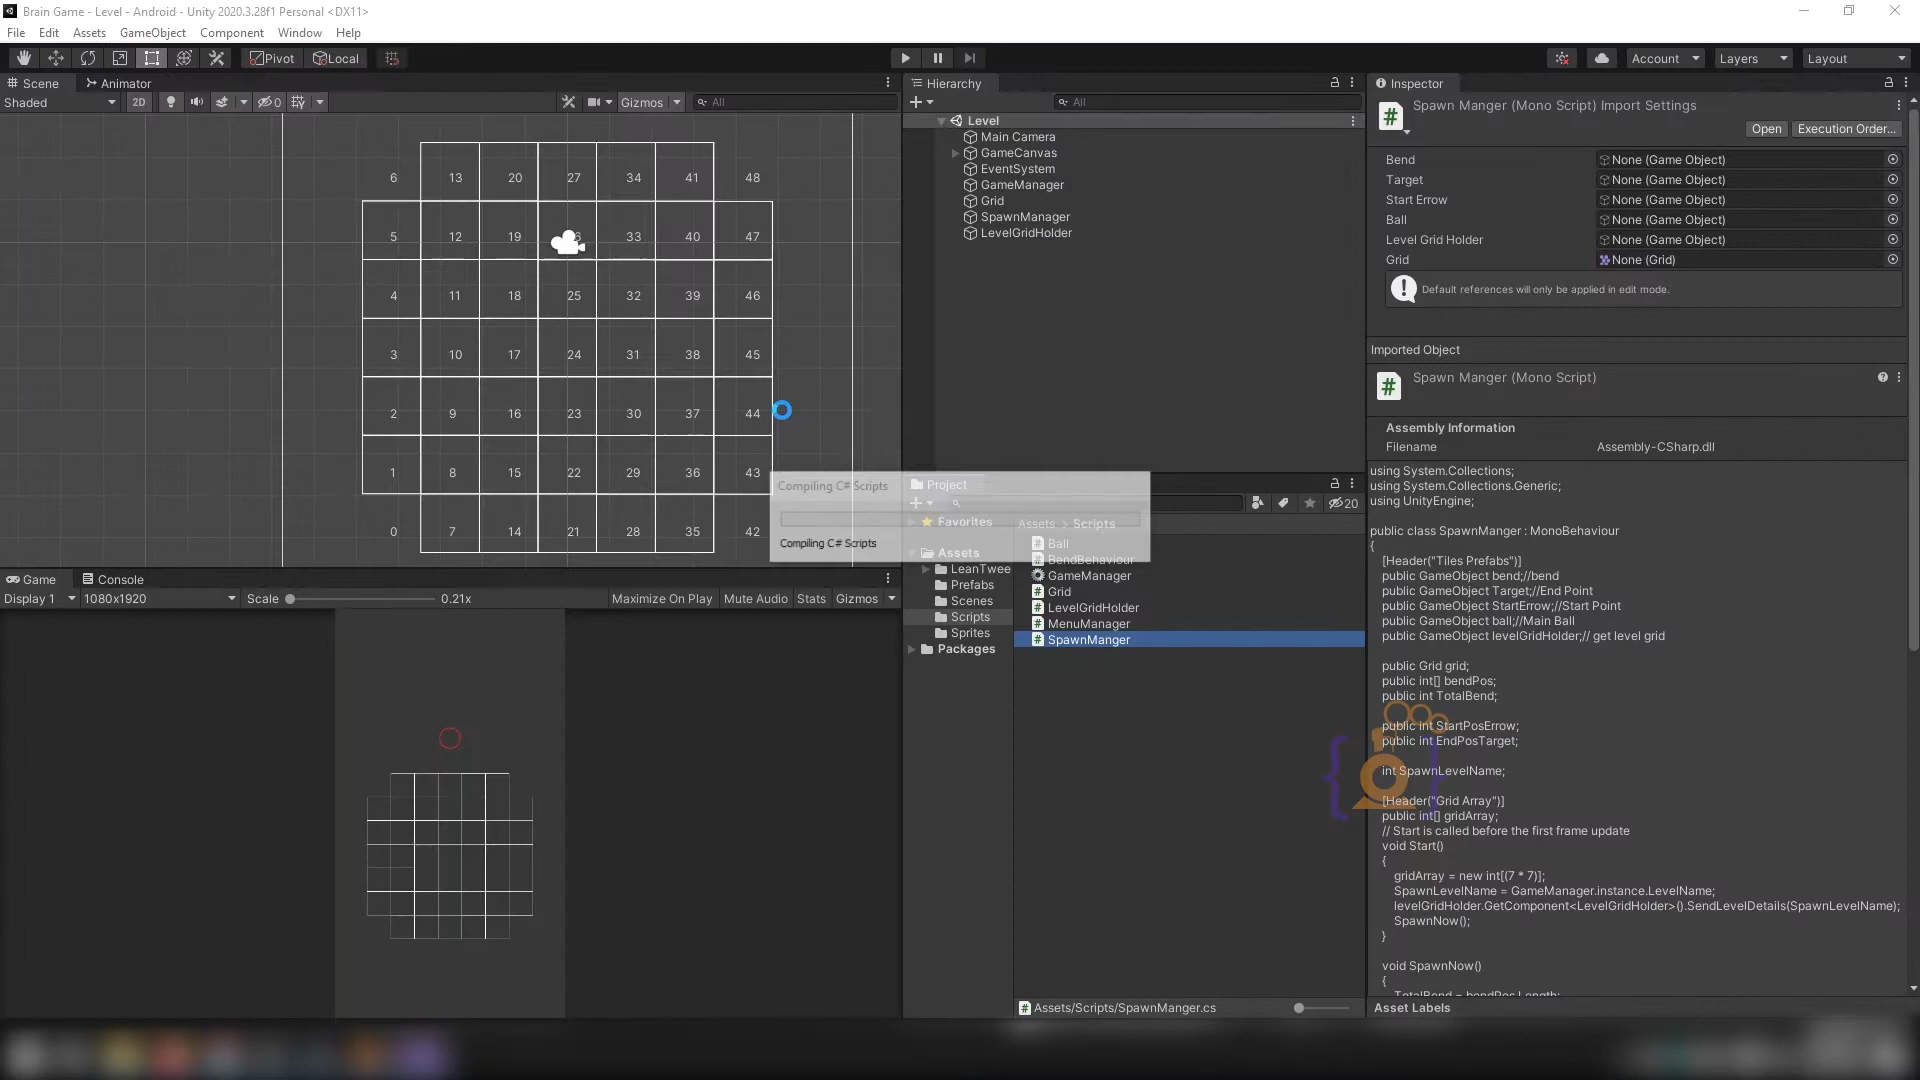 Brain Game - Level - Android - Unity 2020.3.28f1 Personal <DX11>
File Edit Assets GameObject Component Window Help
Pivot Local Account Layers Layout
Scene Animator
Shaded 2D 0 Gizmos All
6 13 20 27 34 41 48
5 12 19 33 40 47
4 11 18 25 32 39 46
3 10 17 24 31 38 45
2 9 16 23 30 37 44
1 8 15 22 29 36 43
0 7 14 21 28 35 42
Game Console
Display 1 1080x1920 Scale 0.21x Maximize On Play Mute Audio Stats Gizmos
Hierarchy
All
Level
Main Camera
GameCanvas
EventSystem
GameManager
Grid
SpawnManager
LevelGridHolder
Compiling C# Scripts
Compiling C# Scripts
Project
20
Favorites
Assets
LeanTwee
Prefabs
Scenes
Scripts
Sprites
Packages
Assets > Scripts
Ball
BendBehaviour
GameManager
Grid
LevelGridHolder
MenuManager
SpawnManger
Assets/Scripts/SpawnManger.cs
Inspector
Spawn Manger (Mono Script) Import Settings
Open Execution Order...
Bend None (Game Object)
Target None (Game Object)
Start Errow None (Game Object)
Ball None (Game Object)
Level Grid Holder None (Game Object)
Grid None (Grid)
Default references will only be applied in edit mode.
Imported Object
Spawn Manger (Mono Script)
Assembly Information
Filename Assembly-CSharp.dll
using System.Collections;
using System.Collections.Generic;
using UnityEngine;
public class SpawnManger : MonoBehaviour
{
[Header("Tiles Prefabs")]
public GameObject bend;//bend
public GameObject Target;//End Point
public GameObject StartErrow;//Start Point
public GameObject ball;//Main Ball
public GameObject levelGridHolder;// get level grid
public Grid grid;
public int[] bendPos;
public int TotalBend;
public int StartPosErrow;
public int EndPosTarget;
int SpawnLevelName;
[Header("Grid Array")]
public int[] gridArray;
// Start is called before the first frame update
void Start()
{
gridArray = new int[(7 * 7)];
SpawnLevelName = GameManager.instance.LevelName;
levelGridHolder.GetComponent<LevelGridHolder>().SendLevelDetails(SpawnLevelName);
SpawnNow();
}
void SpawnNow()
{
TotalBend = bendPos.Length;
Asset Labels